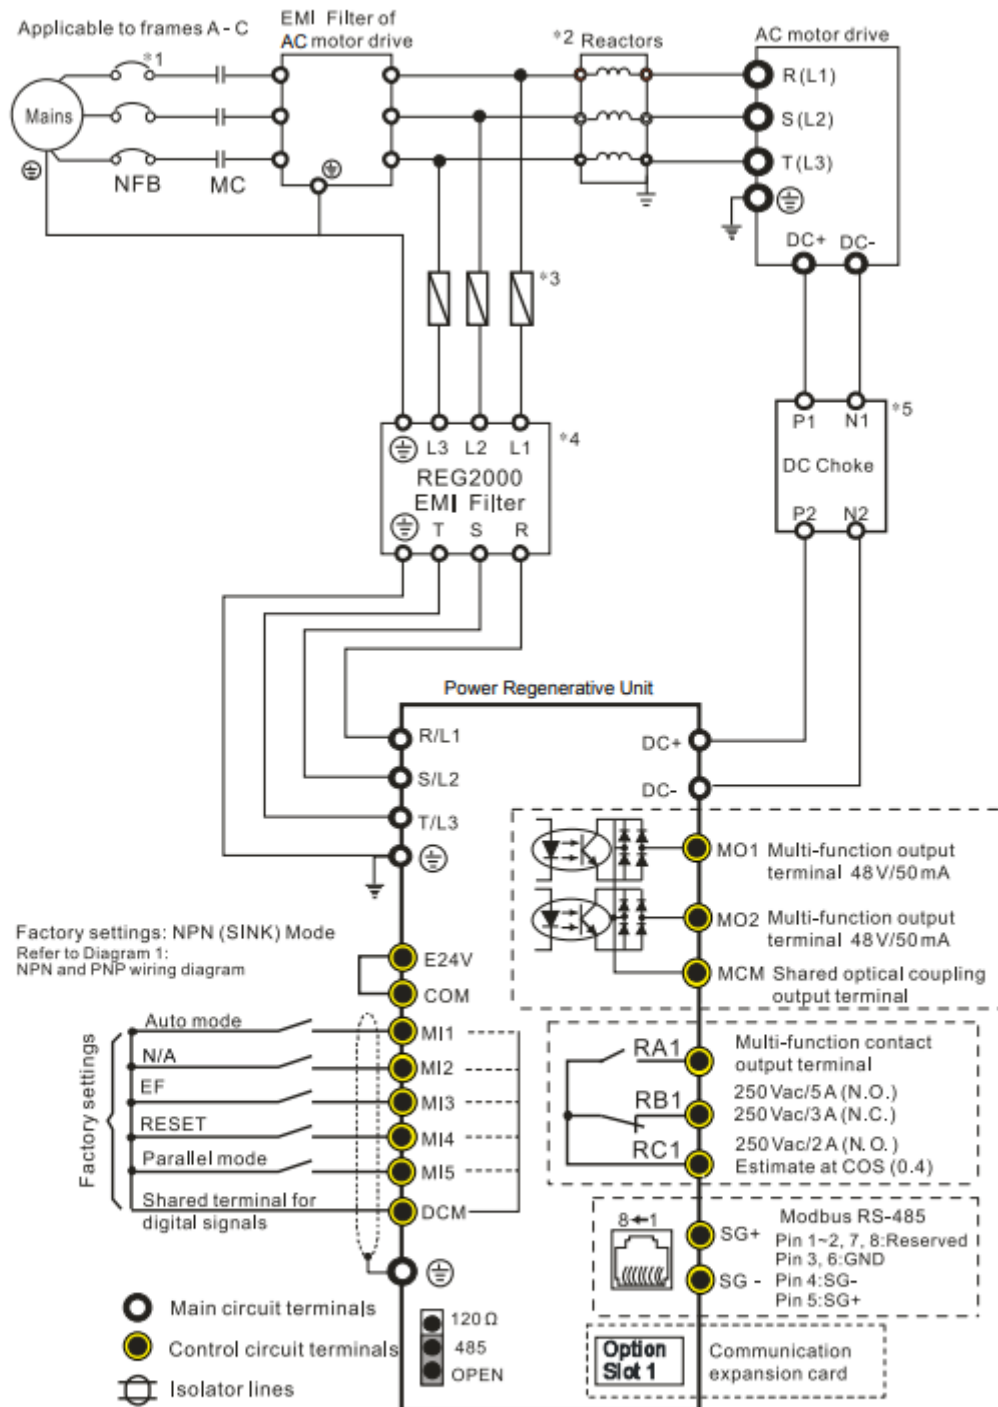 Applicable to frames A - C
EMI Filter of
AC motor drive
*2 Reactors
AC motor drive
*1
Mains
NFB
MC
R (L1)
S (L2)
T (L3)
DC+
DC-
*3
L3
L2
L1
*4
REG2000
EMI Filter
T
S
R
P1
N1
*5
DC Choke
P2
N2
Power Regenerative Unit
R/L1
S/L2
T/L3
DC+
DC-
MO1 Multi-function output
terminal 48V/50mA
MO2 Multi-function output
terminal 48V/50mA
MCM Shared optical coupling
output terminal
Factory settings: NPN (SINK) Mode
Refer to Diagram 1:
NPN and PNP wiring diagram
E24V
COM
Factory settings
Auto mode
MI1
N/A
MI2
EF
MI3
RESET
MI4
Parallel mode
MI5
Shared terminal for
digital signals
DCM
RA1
Multi-function contact
output terminal
RB1
250Vac/5A (N.O.)
250Vac/3A (N.C.)
RC1
250Vac/2A (N.O.)
Estimate at COS (0.4)
8←1
SG+
SG -
Modbus RS-485
Pin 1~2, 7, 8:Reserved
Pin 3, 6:GND
Pin 4:SG-
Pin 5:SG+
Main circuit terminals
Control circuit terminals
Isolator lines
120 Ω
485
OPEN
Option
Slot 1
Communication
expansion card